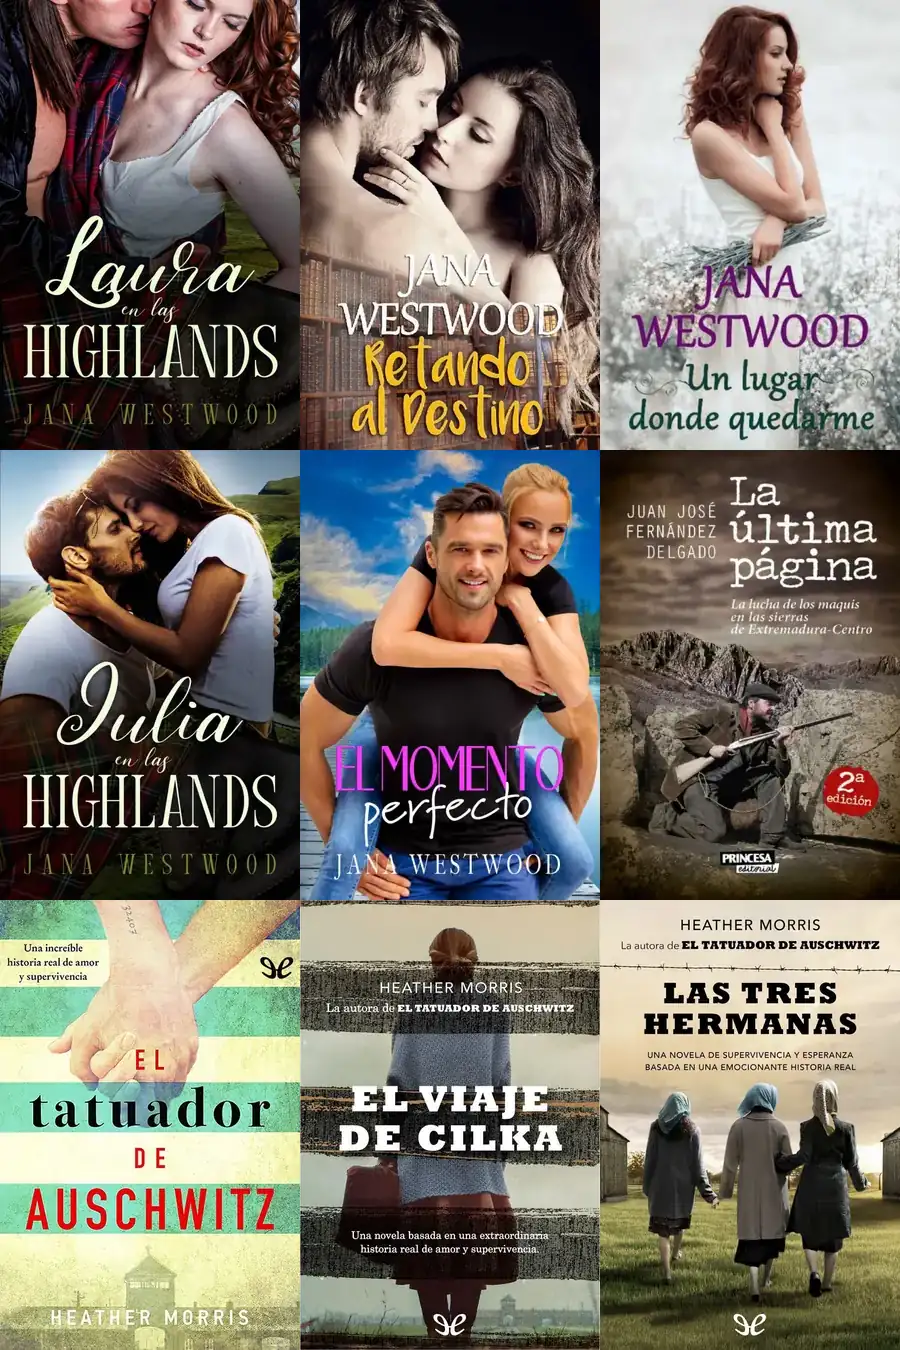 Laura
en las
HIGHLANDS
JANA WESTWOOD
JANA
WESTWOOD
Retando
al Destino
JANA
WESTWOOD
Un lugar
donde quedarme
Julia
en las
HIGHLANDS
JANA WESTWOOD
EL MOMENTO
perfecto
JANA WESTWOOD
JUAN JOSÉ
FERNÁNDEZ
DELGADO
La
última
página
La lucha de los maquis
en las sierras
de Extremadura-Centro
2ª
edición
PRINCESA
editorial
32407
Una increíble
historia real de amor
y supervivencia
EL
tatuador
DE
AUSCHWITZ
HEATHER MORRIS
HEATHER MORRIS
La autora de EL TATUADOR DE AUSCHWITZ
EL VIAJE
DE CILKA
Una novela basada en una extraordinaria
historia real de amor y supervivencia.
HEATHER MORRIS
La autora de EL TATUADOR DE AUSCHWITZ
LAS TRES
HERMANAS
UNA NOVELA DE SUPERVIVENCIA Y ESPERANZA
BASADA EN UNA EMOCIONANTE HISTORIA REAL